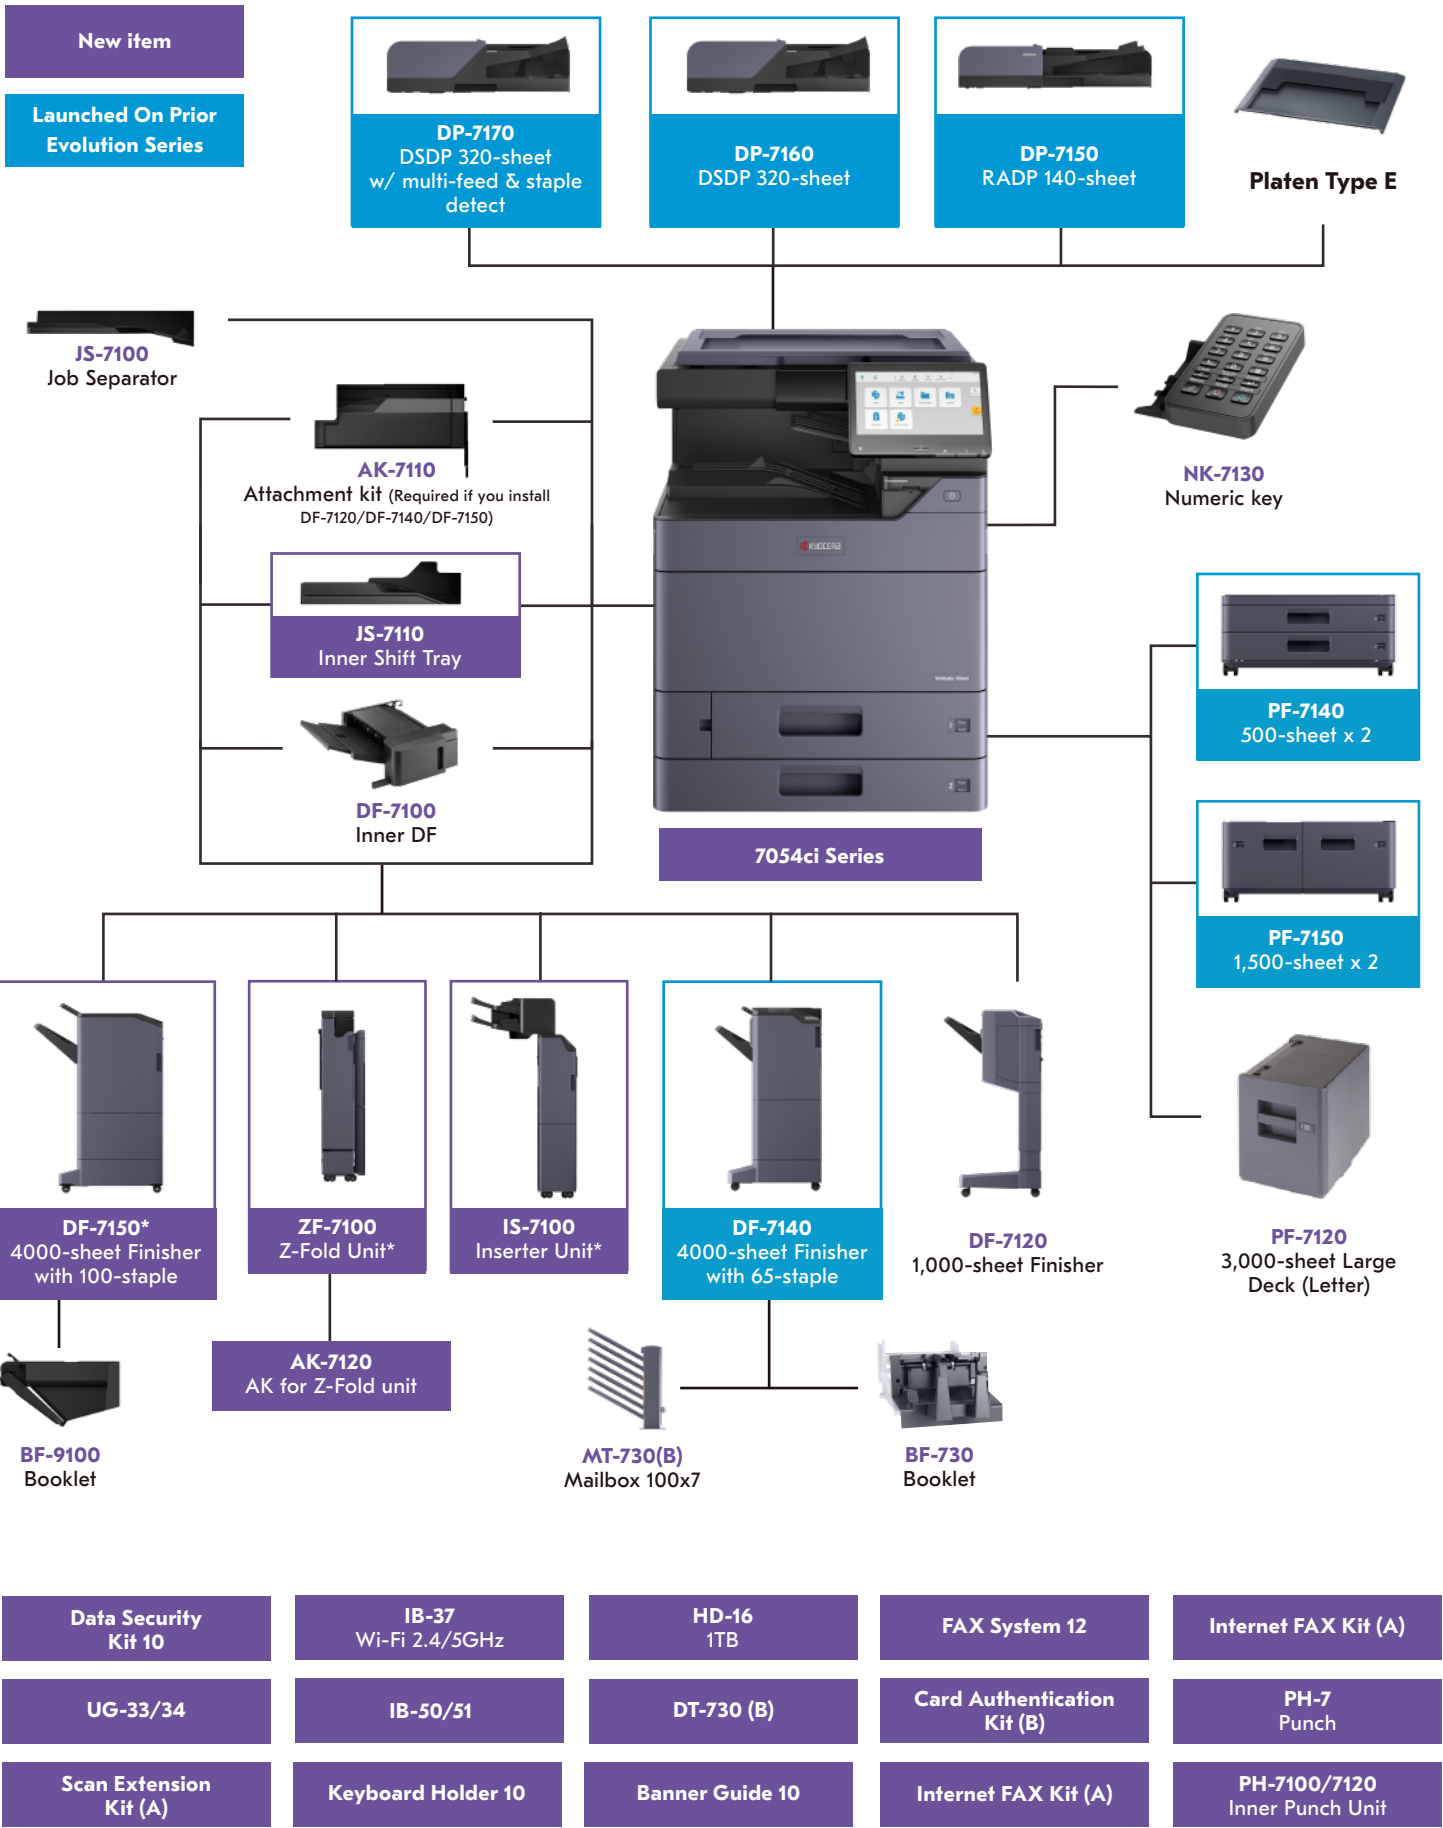 New item
Launched On Prior
Evolution Series
DP-7170
DSDP 320-sheet
w/ multi-feed & staple
detect
DP-7160
DSDP 320-sheet
DP-7150
RADP 140-sheet
Platen Type E
JS-7100
Job Separator
AK-7110
Attachment kit (Required if you install
DF-7120/DF-7140/DF-7150)
JS-7110
Inner Shift Tray
DF-7100
Inner DF
KYOCERA
7054ci Series
NK-7130
Numeric key
PF-7140
500-sheet x 2
PF-7150
1,500-sheet x 2
PF-7120
3,000-sheet Large
Deck (Letter)
DF-7150*
4000-sheet Finisher
with 100-staple
ZF-7100
Z-Fold Unit*
IS-7100
Inserter Unit*
DF-7140
4000-sheet Finisher
with 65-staple
DF-7120
1,000-sheet Finisher
AK-7120
AK for Z-Fold unit
BF-9100
Booklet
MT-730(B)
Mailbox 100x7
BF-730
Booklet
Data Security
Kit 10
IB-37
Wi-Fi 2.4/5GHz
HD-16
1TB
FAX System 12
Internet FAX Kit (A)
UG-33/34
IB-50/51
DT-730 (B)
Card Authentication
Kit (B)
PH-7
Punch
Scan Extension
Kit (A)
Keyboard Holder 10
Banner Guide 10
Internet FAX Kit (A)
PH-7100/7120
Inner Punch Unit